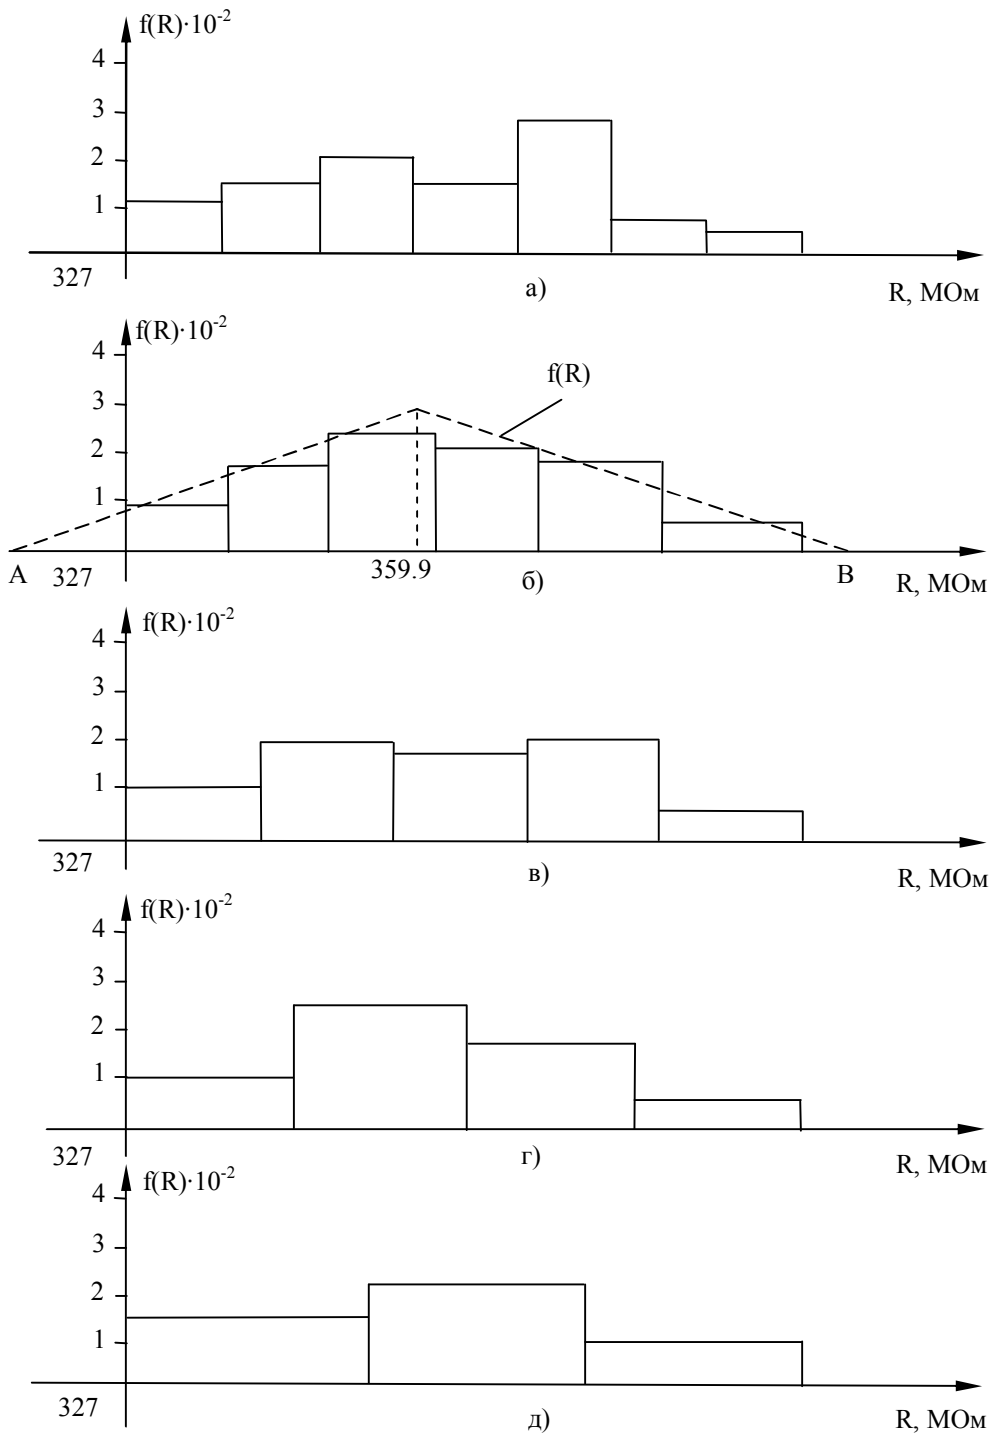 f(R)·10⁻²
4
3
2
1
327
а)
R, МОм
f(R)·10⁻²
4
f(R)
3
2
1
А
327
359.9
б)
В
R, МОм
f(R)·10⁻²
4
3
2
1
327
в)
R, МОм
f(R)·10⁻²
4
3
2
1
327
г)
R, МОм
f(R)·10⁻²
4
3
2
1
327
д)
R, МОм